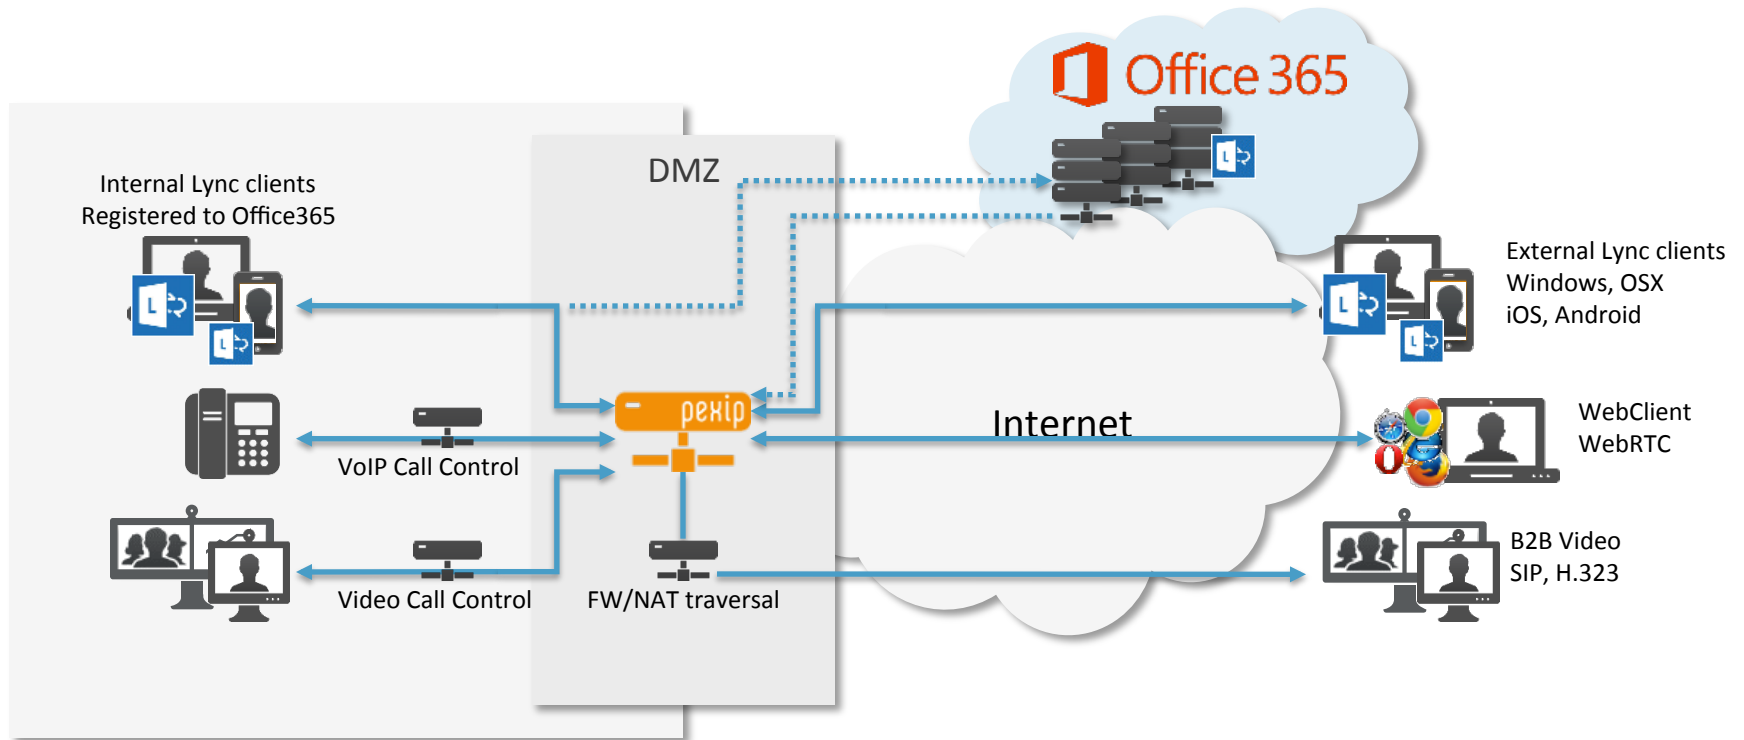 Office 365
DMZ
Internal Lync clients
Registered to Office365
L
L
L
External Lync clients
Windows, OSX
iOS, Android
L
L
pexip
Internet
WebClient
WebRTC
VoIP Call Control
B2B Video
SIP, H.323
Video Call Control
FW/NAT traversal